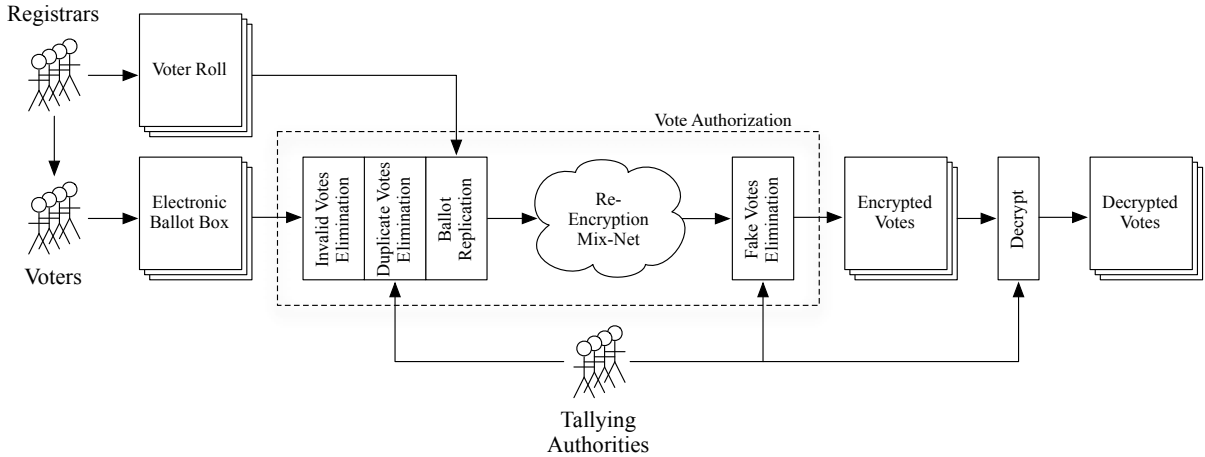 Registrars
Voter Roll
Vote Authorization
Electronic
Ballot Box
Invalid Votes
Elimination
Duplicate Votes
Elimination
Ballot
Replication
Re-
Encryption
Mix-Net
Fake Votes
Elimination
Encrypted
Votes
Decrypt
Decrypted
Votes
Voters
Tallying
Authorities